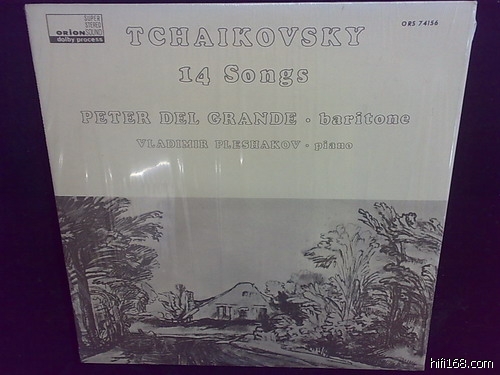 SUPER
STEREO
ORION SOUND
dolby process
ORS 74156
TCHAIKOVSKY
14 Songs
PETER DEL GRANDE · baritone
VLADIMIR PLESHAKOV · piano
hifi168.com